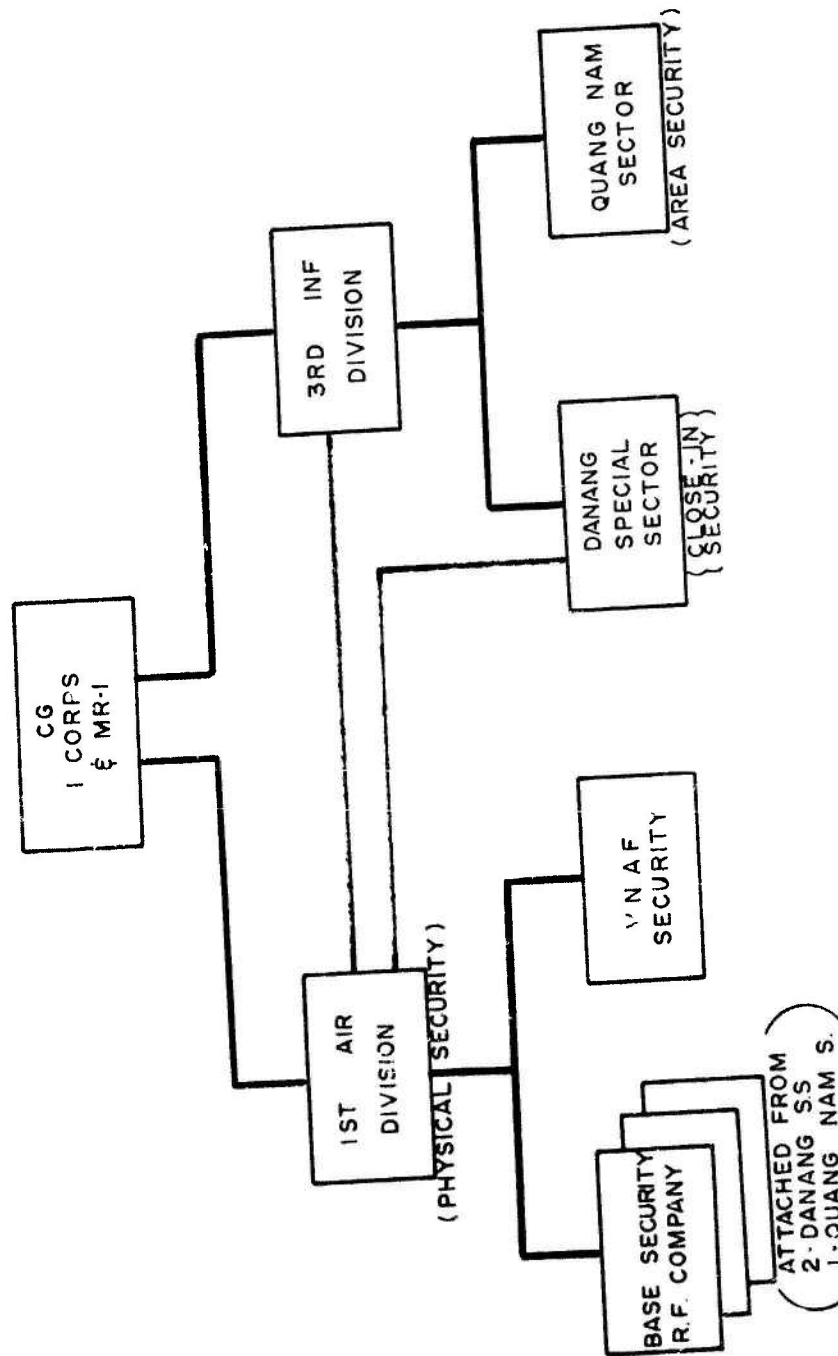 CG
I CORPS
& MR-1
1ST AIR
DIVISION
(PHYSICAL SECURITY)
3RD INF
DIVISION
BASE SECURITY
R.F. COMPANY
ATTACHED FROM
2-DANANG S.S
1-QUANG NAM S.
VNAF
SECURITY
DANANG
SPECIAL
SECTOR
CLOSE-IN
SECURITY
QUANG NAM
SECTOR
(AREA SECURITY)